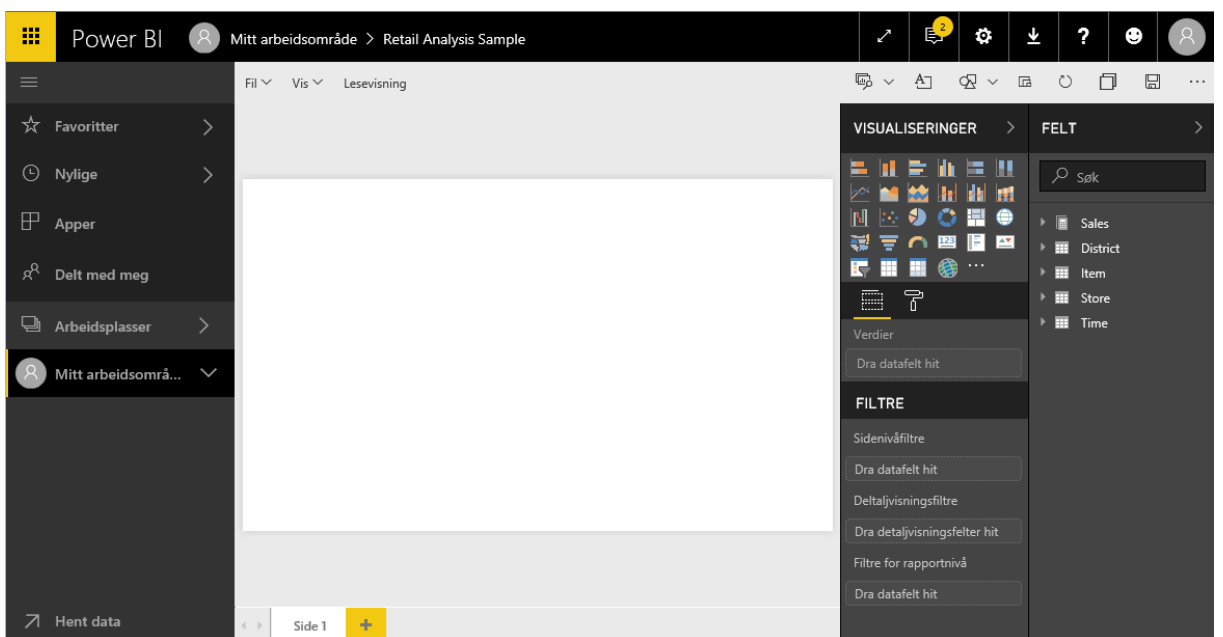 Power BI
Mitt arbeidsområde > Retail Analysis Sample
2
?
Fil
Vis
Lesevisning
Favoritter
Nylige
Apper
Delt med meg
Arbeidsplasser
Mitt arbeidsområ...
Hent data
Side 1
+
VISUALISERINGER
123
Verdier
Dra datafelt hit
FILTRE
Sidenivåfiltre
Dra datafelt hit
Deltaljvisningsfiltre
Dra detaljvisningsfelter hit
Filtre for rapportnivå
Dra datafelt hit
FELT
Søk
Sales
District
Item
Store
Time